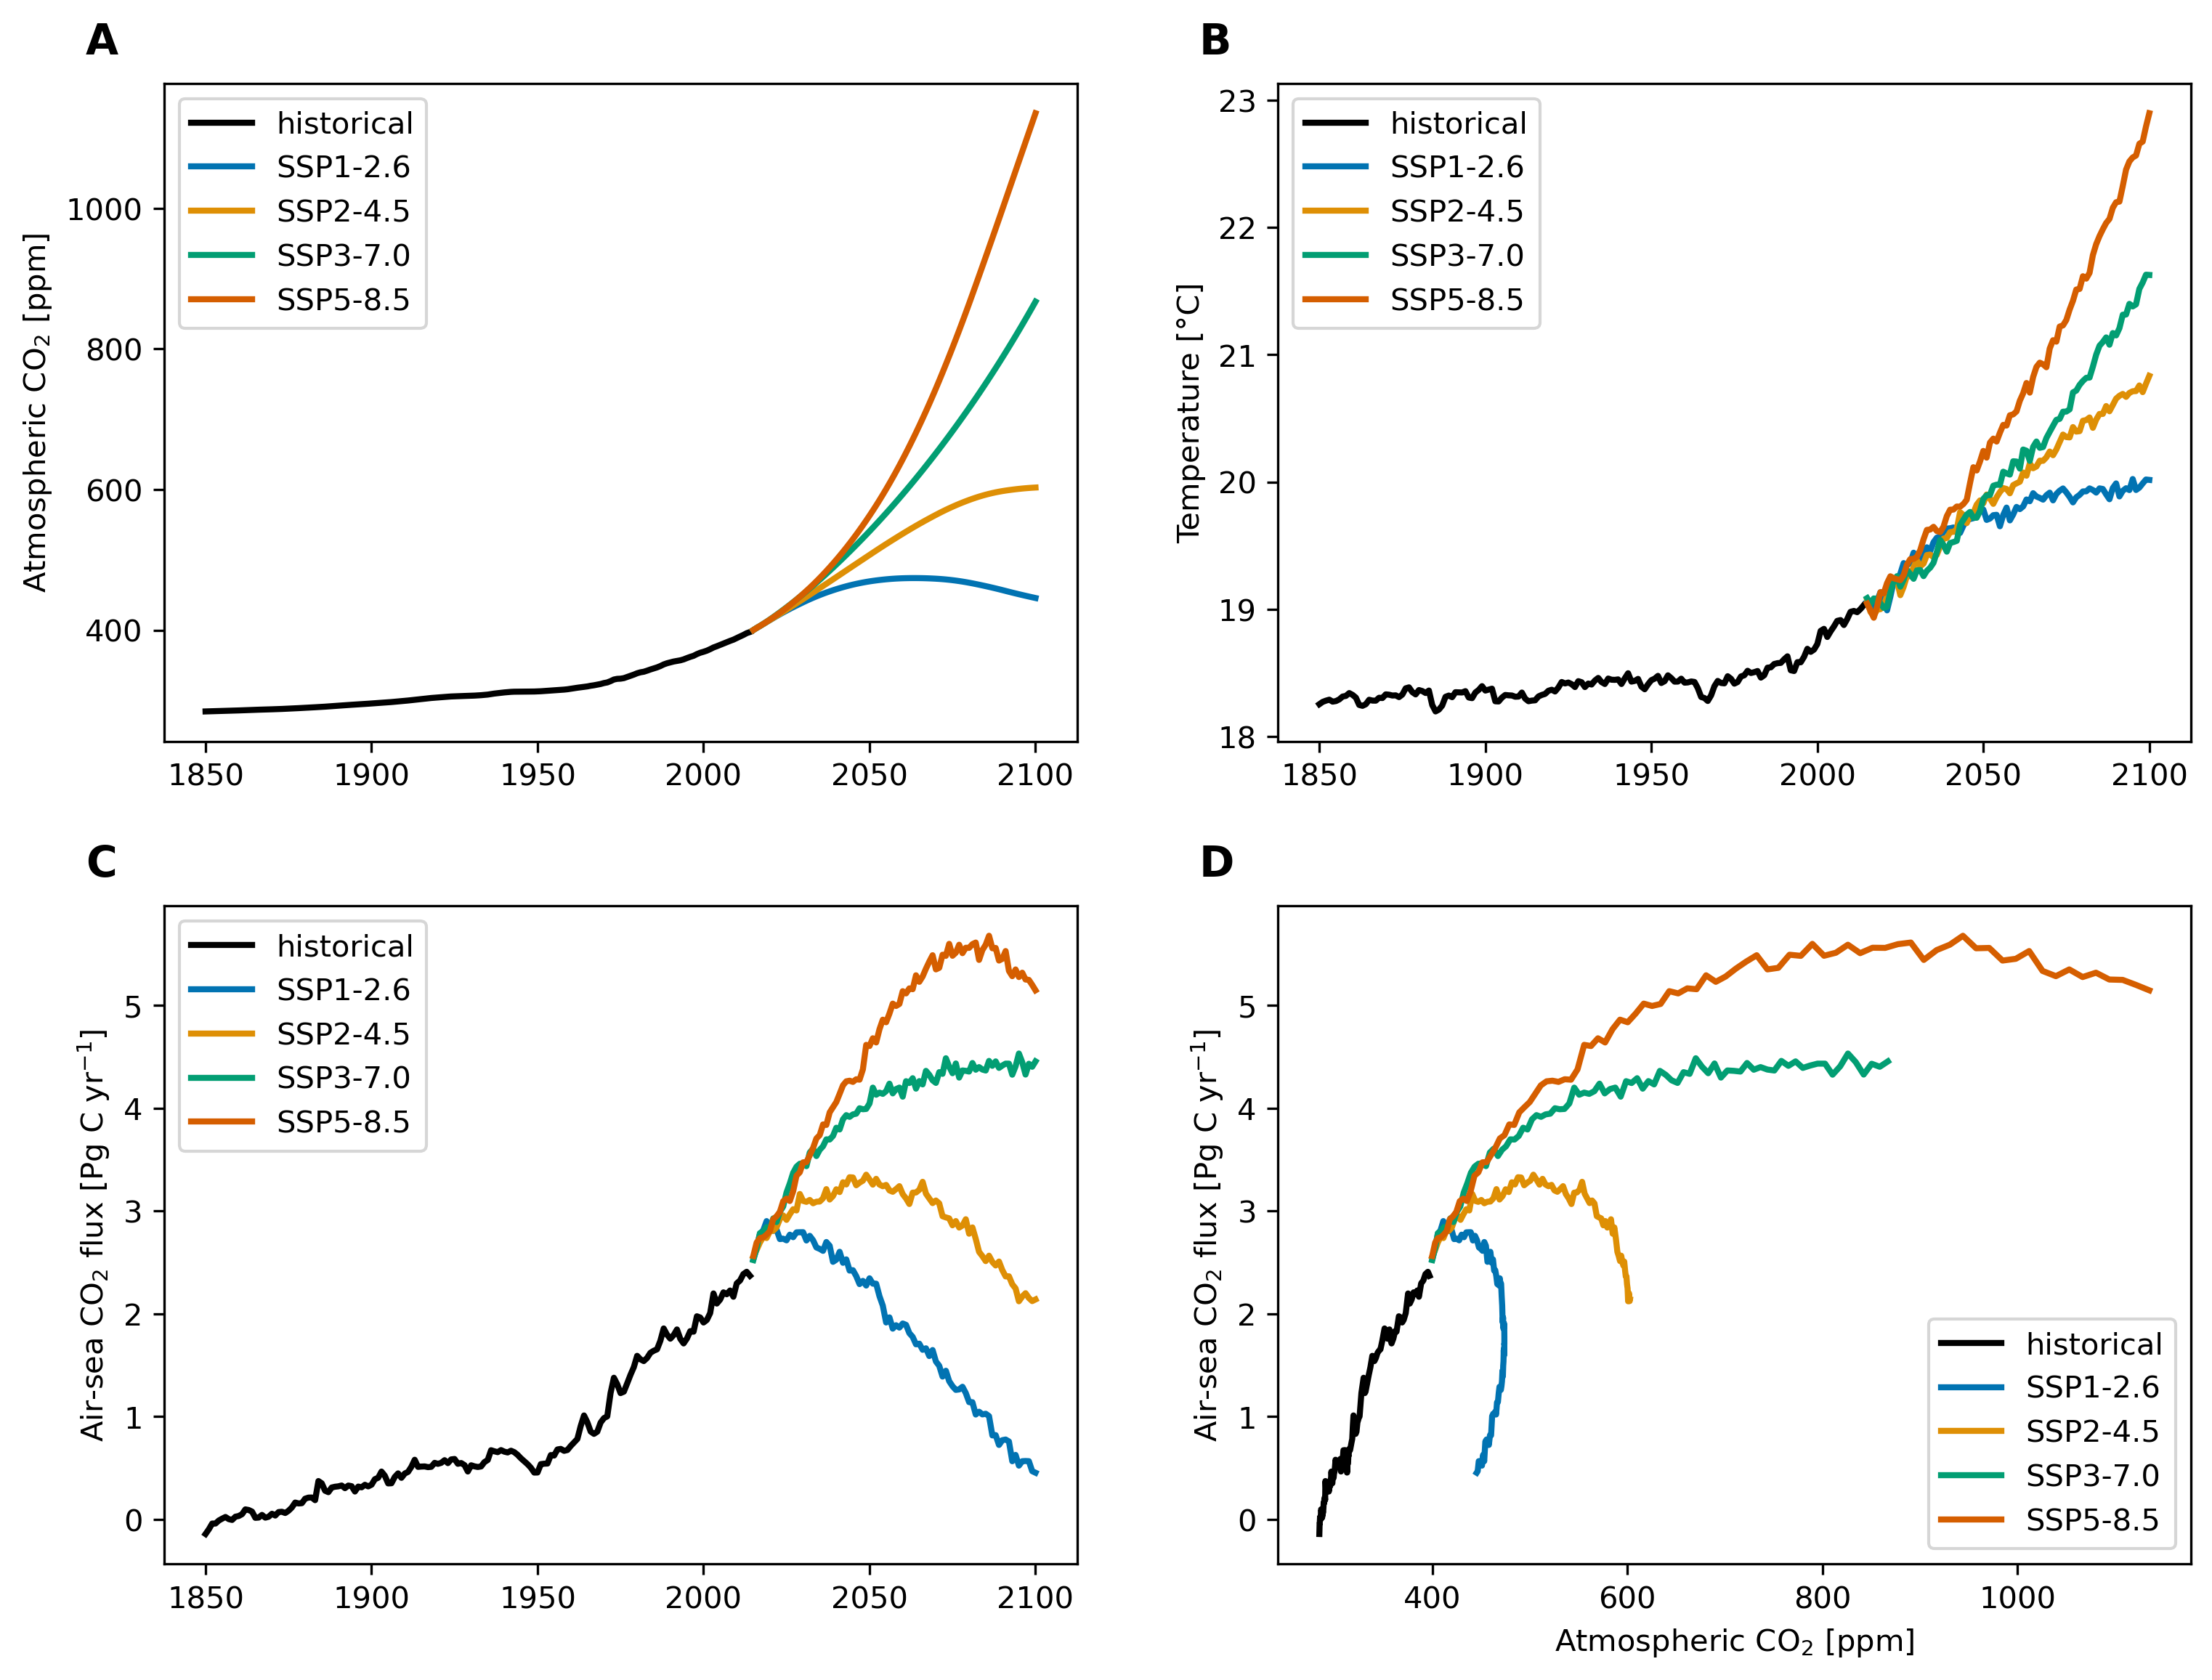 A
Atmospheric CO₂ [ppm]
1000
800
600
400
historical
SSP1-2.6
SSP2-4.5
SSP3-7.0
SSP5-8.5
1850 1900 1950 2000 2050 2100
B
Temperature [°C]
23
22
21
20
19
18
historical
SSP1-2.6
SSP2-4.5
SSP3-7.0
SSP5-8.5
1850 1900 1950 2000 2050 2100
C
Air-sea CO₂ flux [Pg C yr⁻¹]
5
4
3
2
1
0
historical
SSP1-2.6
SSP2-4.5
SSP3-7.0
SSP5-8.5
1850 1900 1950 2000 2050 2100
D
Air-sea CO₂ flux [Pg C yr⁻¹]
5
4
3
2
1
0
historical
SSP1-2.6
SSP2-4.5
SSP3-7.0
SSP5-8.5
400 600 800 1000
Atmospheric CO₂ [ppm]